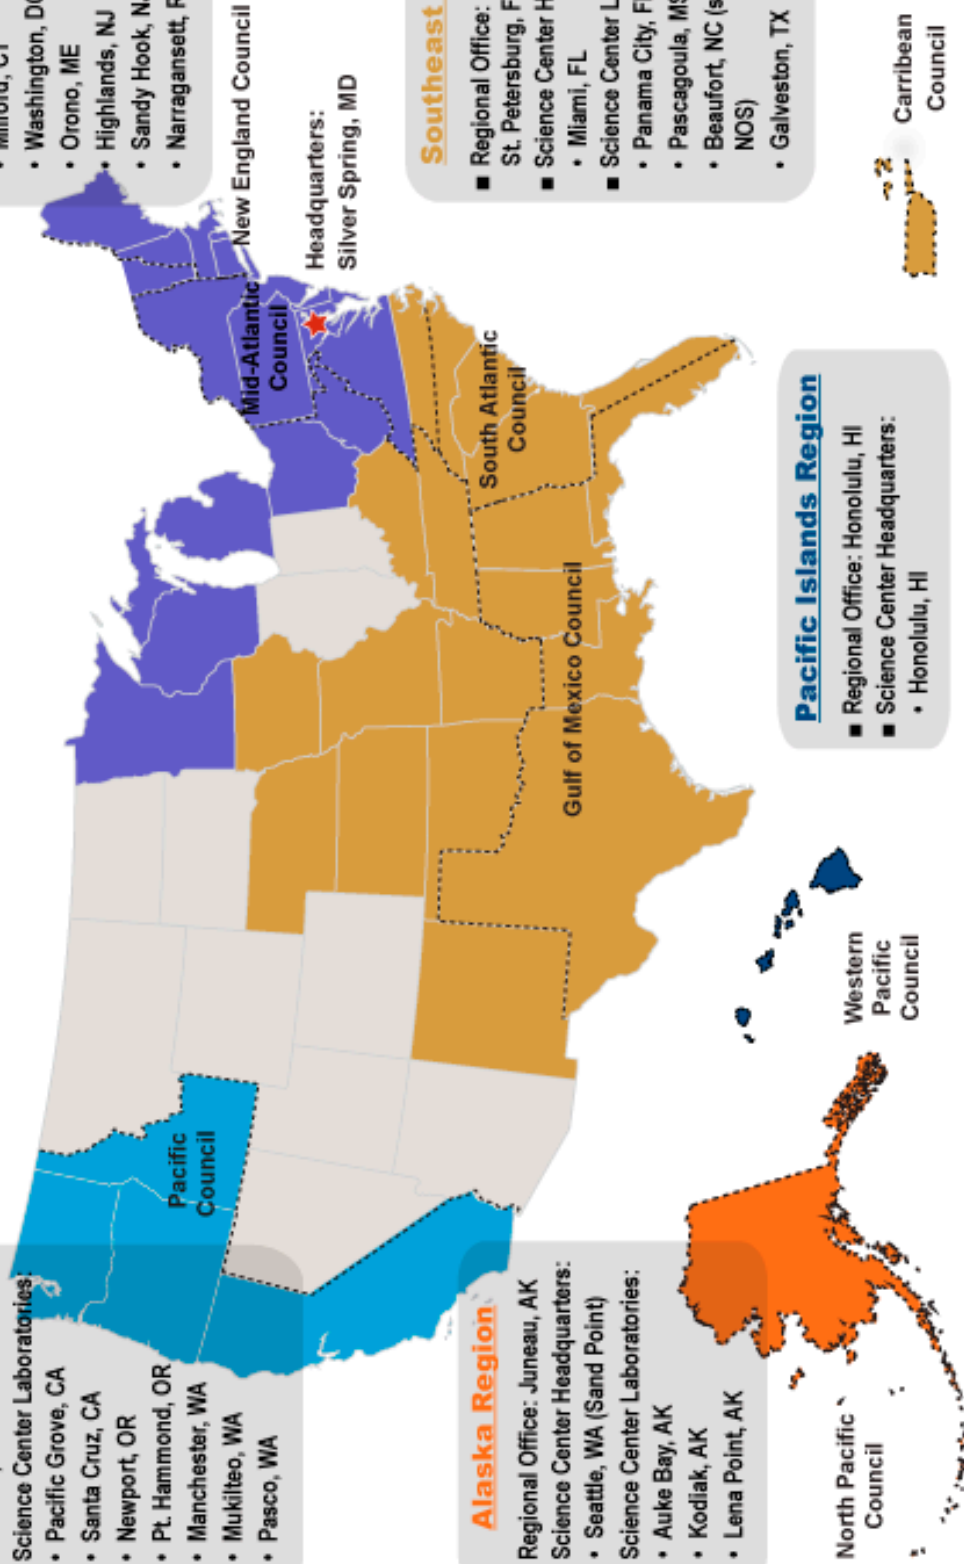 Science Center Laboratories:
• Pacific Grove, CA
• Santa Cruz, CA
• Newport, OR
• Pt. Hammond, OR
• Manchester, WA
• Mukilteo, WA
• Pasco, WA
Pacific
Council
Alaska Region
Regional Office: Juneau, AK
Science Center Headquarters:
• Seattle, WA (Sand Point)
Science Center Laboratories:
• Auke Bay, AK
• Kodiak, AK
• Lena Point, AK
North Pacific
Council
Western
Pacific
Council
Pacific Islands Region
■ Regional Office: Honolulu, HI
■ Science Center Headquarters:
• Honolulu, HI
Gulf of Mexico Council
South Atlantic
Council
Mid-Atlantic
Council
New England Council
Headquarters:
Silver Spring, MD
• Washington, DC
• Orono, ME
• Highlands, NJ
• Sandy Hook,
• Narragansett,
Southeast
■ Regional Office:
St. Petersburg,
■ Science Center
• Miami, FL
■ Science Center
• Panama City,
• Pascagoula,
• Beaufort, NC
NOS)
• Galveston, TX
Carribean
Council